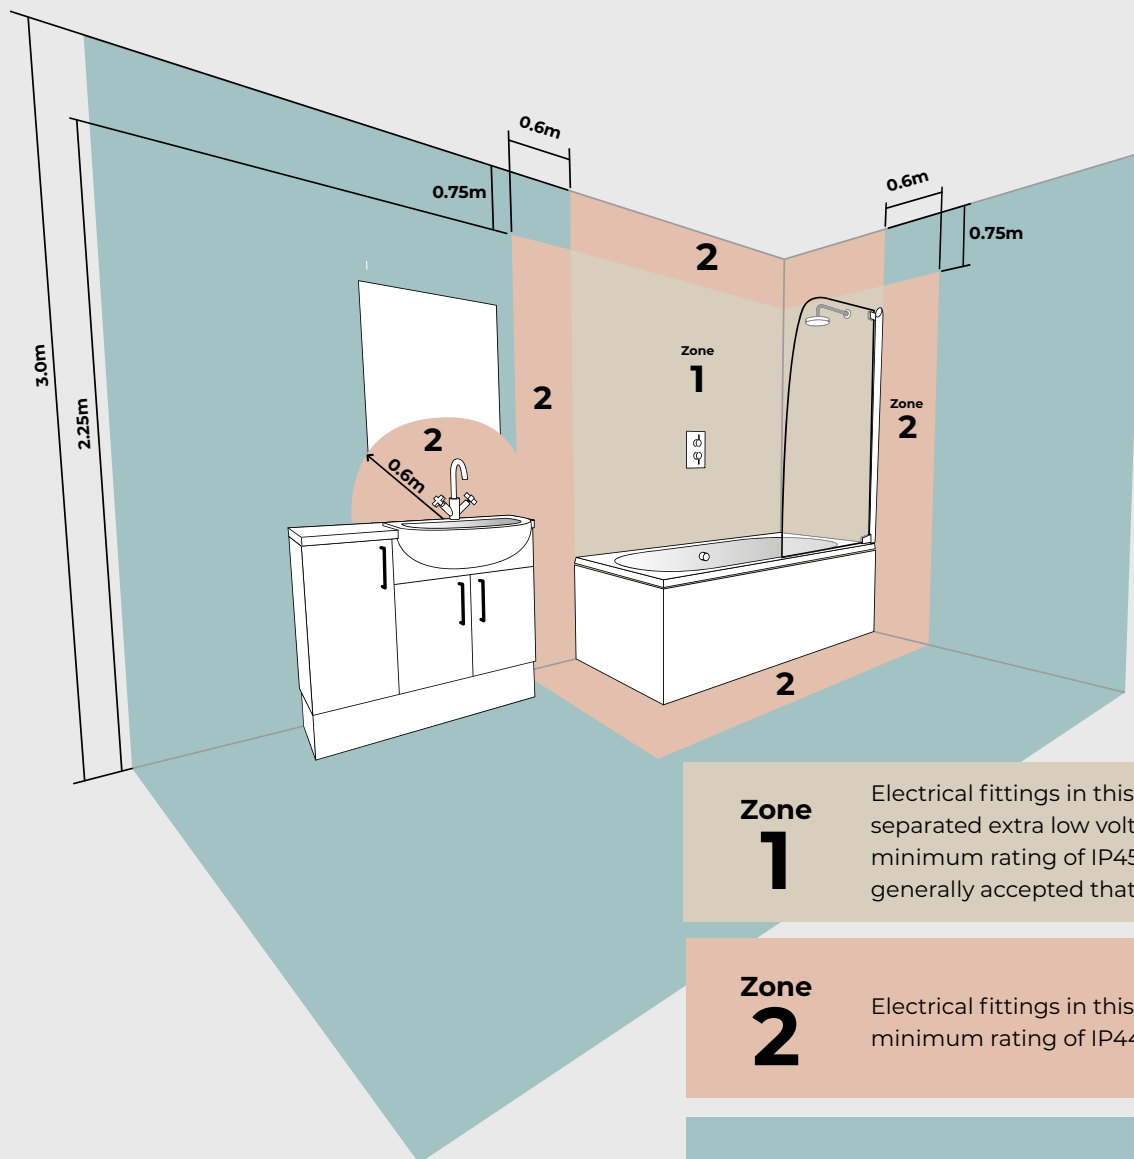 0.6m
0.6m
0.75m
0.75m
2
3.0m
2.25m
Zone
1
2
Zone
2
2
0.6m
2
Zone
1
Electrical fittings in this
separated extra low volt
minimum rating of IP45
generally accepted that
Zone
2
Electrical fittings in this
minimum rating of IP44